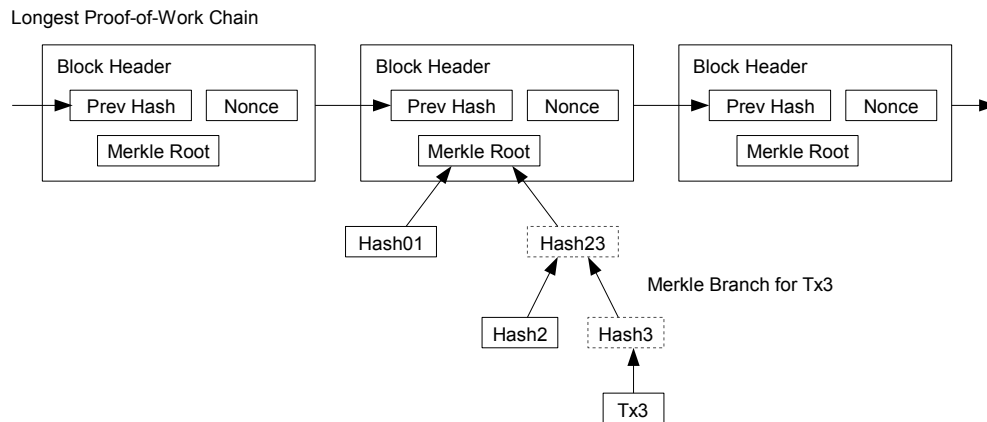 Longest Proof-of-Work Chain
Block Header
Prev Hash
Nonce
Merkle Root
Block Header
Prev Hash
Nonce
Merkle Root
Block Header
Prev Hash
Nonce
Merkle Root
Hash01
Hash23
Merkle Branch for Tx3
Hash2
Hash3
Tx3